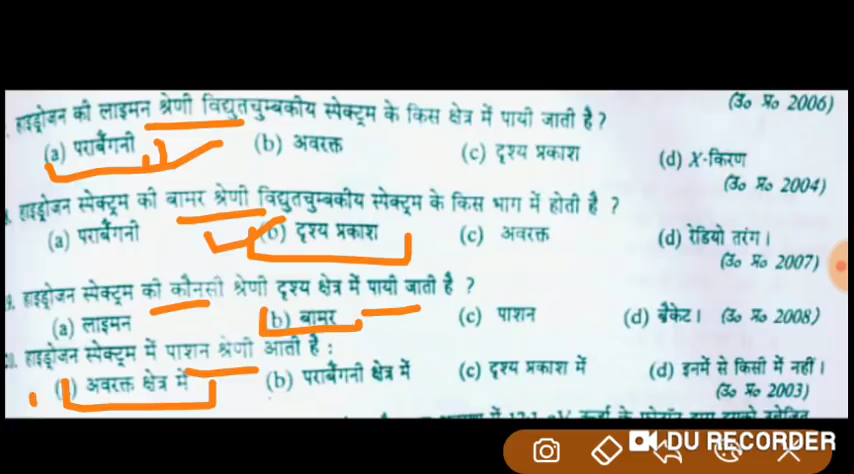 हाइड्रोजन की लाइमन श्रेणी विद्युतचुम्बकीय स्पेक्ट्रम के किस क्षेत्र में पायी जाती है ? (उ० प्र० 2006)
(a) पराबैंगनी (b) अवरक्त (c) दृश्य प्रकाश (d) X-किरण
(उ० प्र० 2004)
हाइड्रोजन स्पेक्ट्रम की बामर श्रेणी विद्युतचुम्बकीय स्पेक्ट्रम के किस भाग में होती है ?
(a) पराबैंगनी (b) दृश्य प्रकाश (c) अवरक्त (d) रेडियो तरंग।
(उ० प्र० 2007)
9. हाइड्रोजन स्पेक्ट्रम की कौनसी श्रेणी दृश्य क्षेत्र में पायी जाती है ?
(a) लाइमन (b) बामर (c) पाशन (d) ब्रैकेट। (उ० प्र० 2008)
0. हाइड्रोजन स्पेक्ट्रम में पाशन श्रेणी आती है :
( ) अवरक्त क्षेत्र में (b) पराबैंगनी क्षेत्र में (c) दृश्य प्रकाश में (d) इनमें से किसी में नहीं।
(उ० प्र० 2003)
DU RECORDER